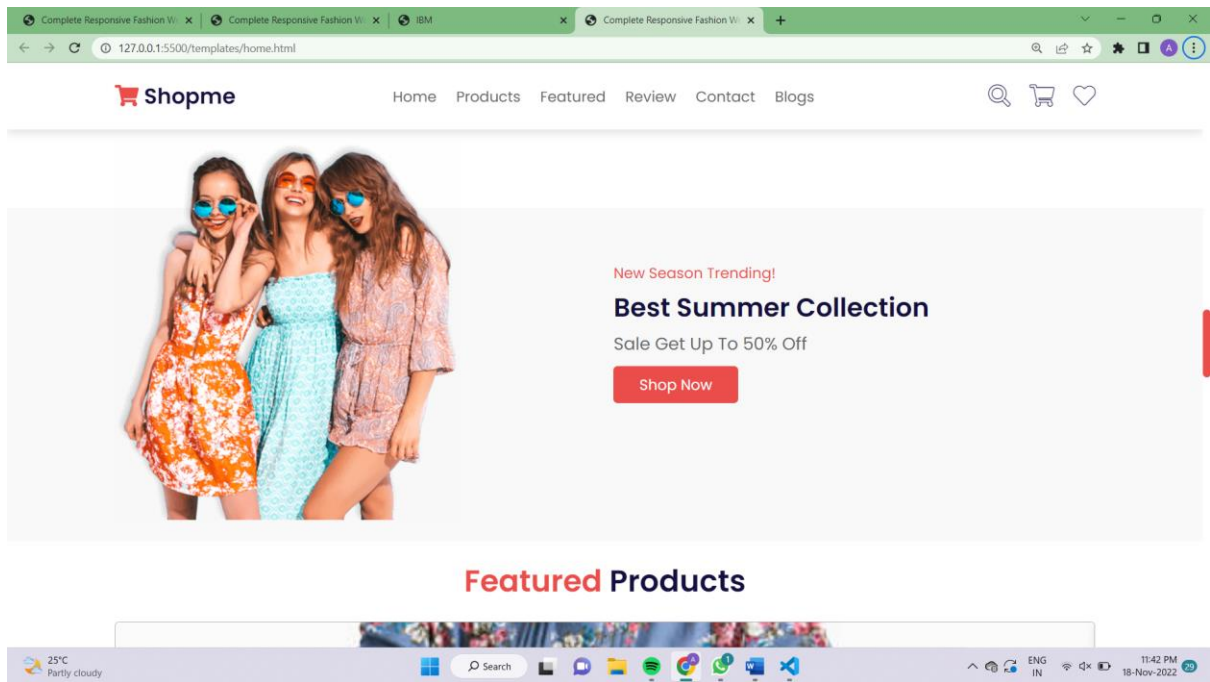 Complete Responsive Fashion W
Complete Responsive Fashion W
IBM
Complete Responsive Fashion W
127.0.0.1:5500/templates/home.html
A
Shopme
Home Products Featured Review Contact Blogs
New Season Trending!
Best Summer Collection
Sale Get Up To 50% Off
Shop Now
Featured Products
25°C
Partly cloudy
Search
ENG
IN
11:42 PM
18-Nov-2022
29